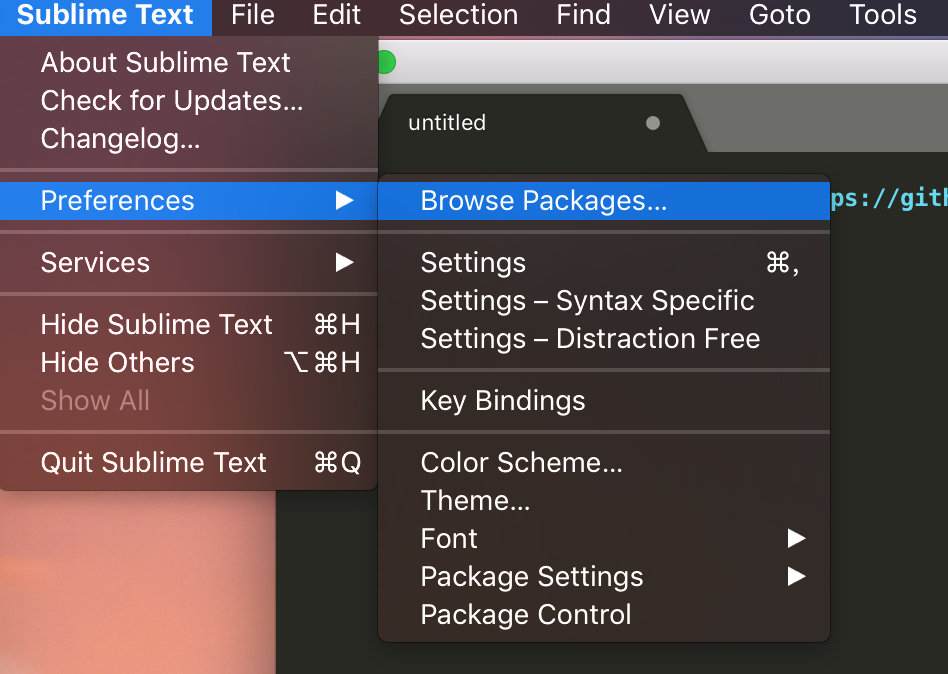 Sublime Text File Edit Selection Find View Goto Tools
About Sublime Text
Check for Updates...
Changelog...
untitled
Preferences ▶
Browse Packages...
ps://gith
Services ▶
Settings ⌘,
Settings – Syntax Specific
Settings – Distraction Free
Hide Sublime Text ⌘H
Hide Others ⌥⌘H
Show All
Key Bindings
Quit Sublime Text ⌘Q
Color Scheme...
Theme...
Font ▶
Package Settings ▶
Package Control